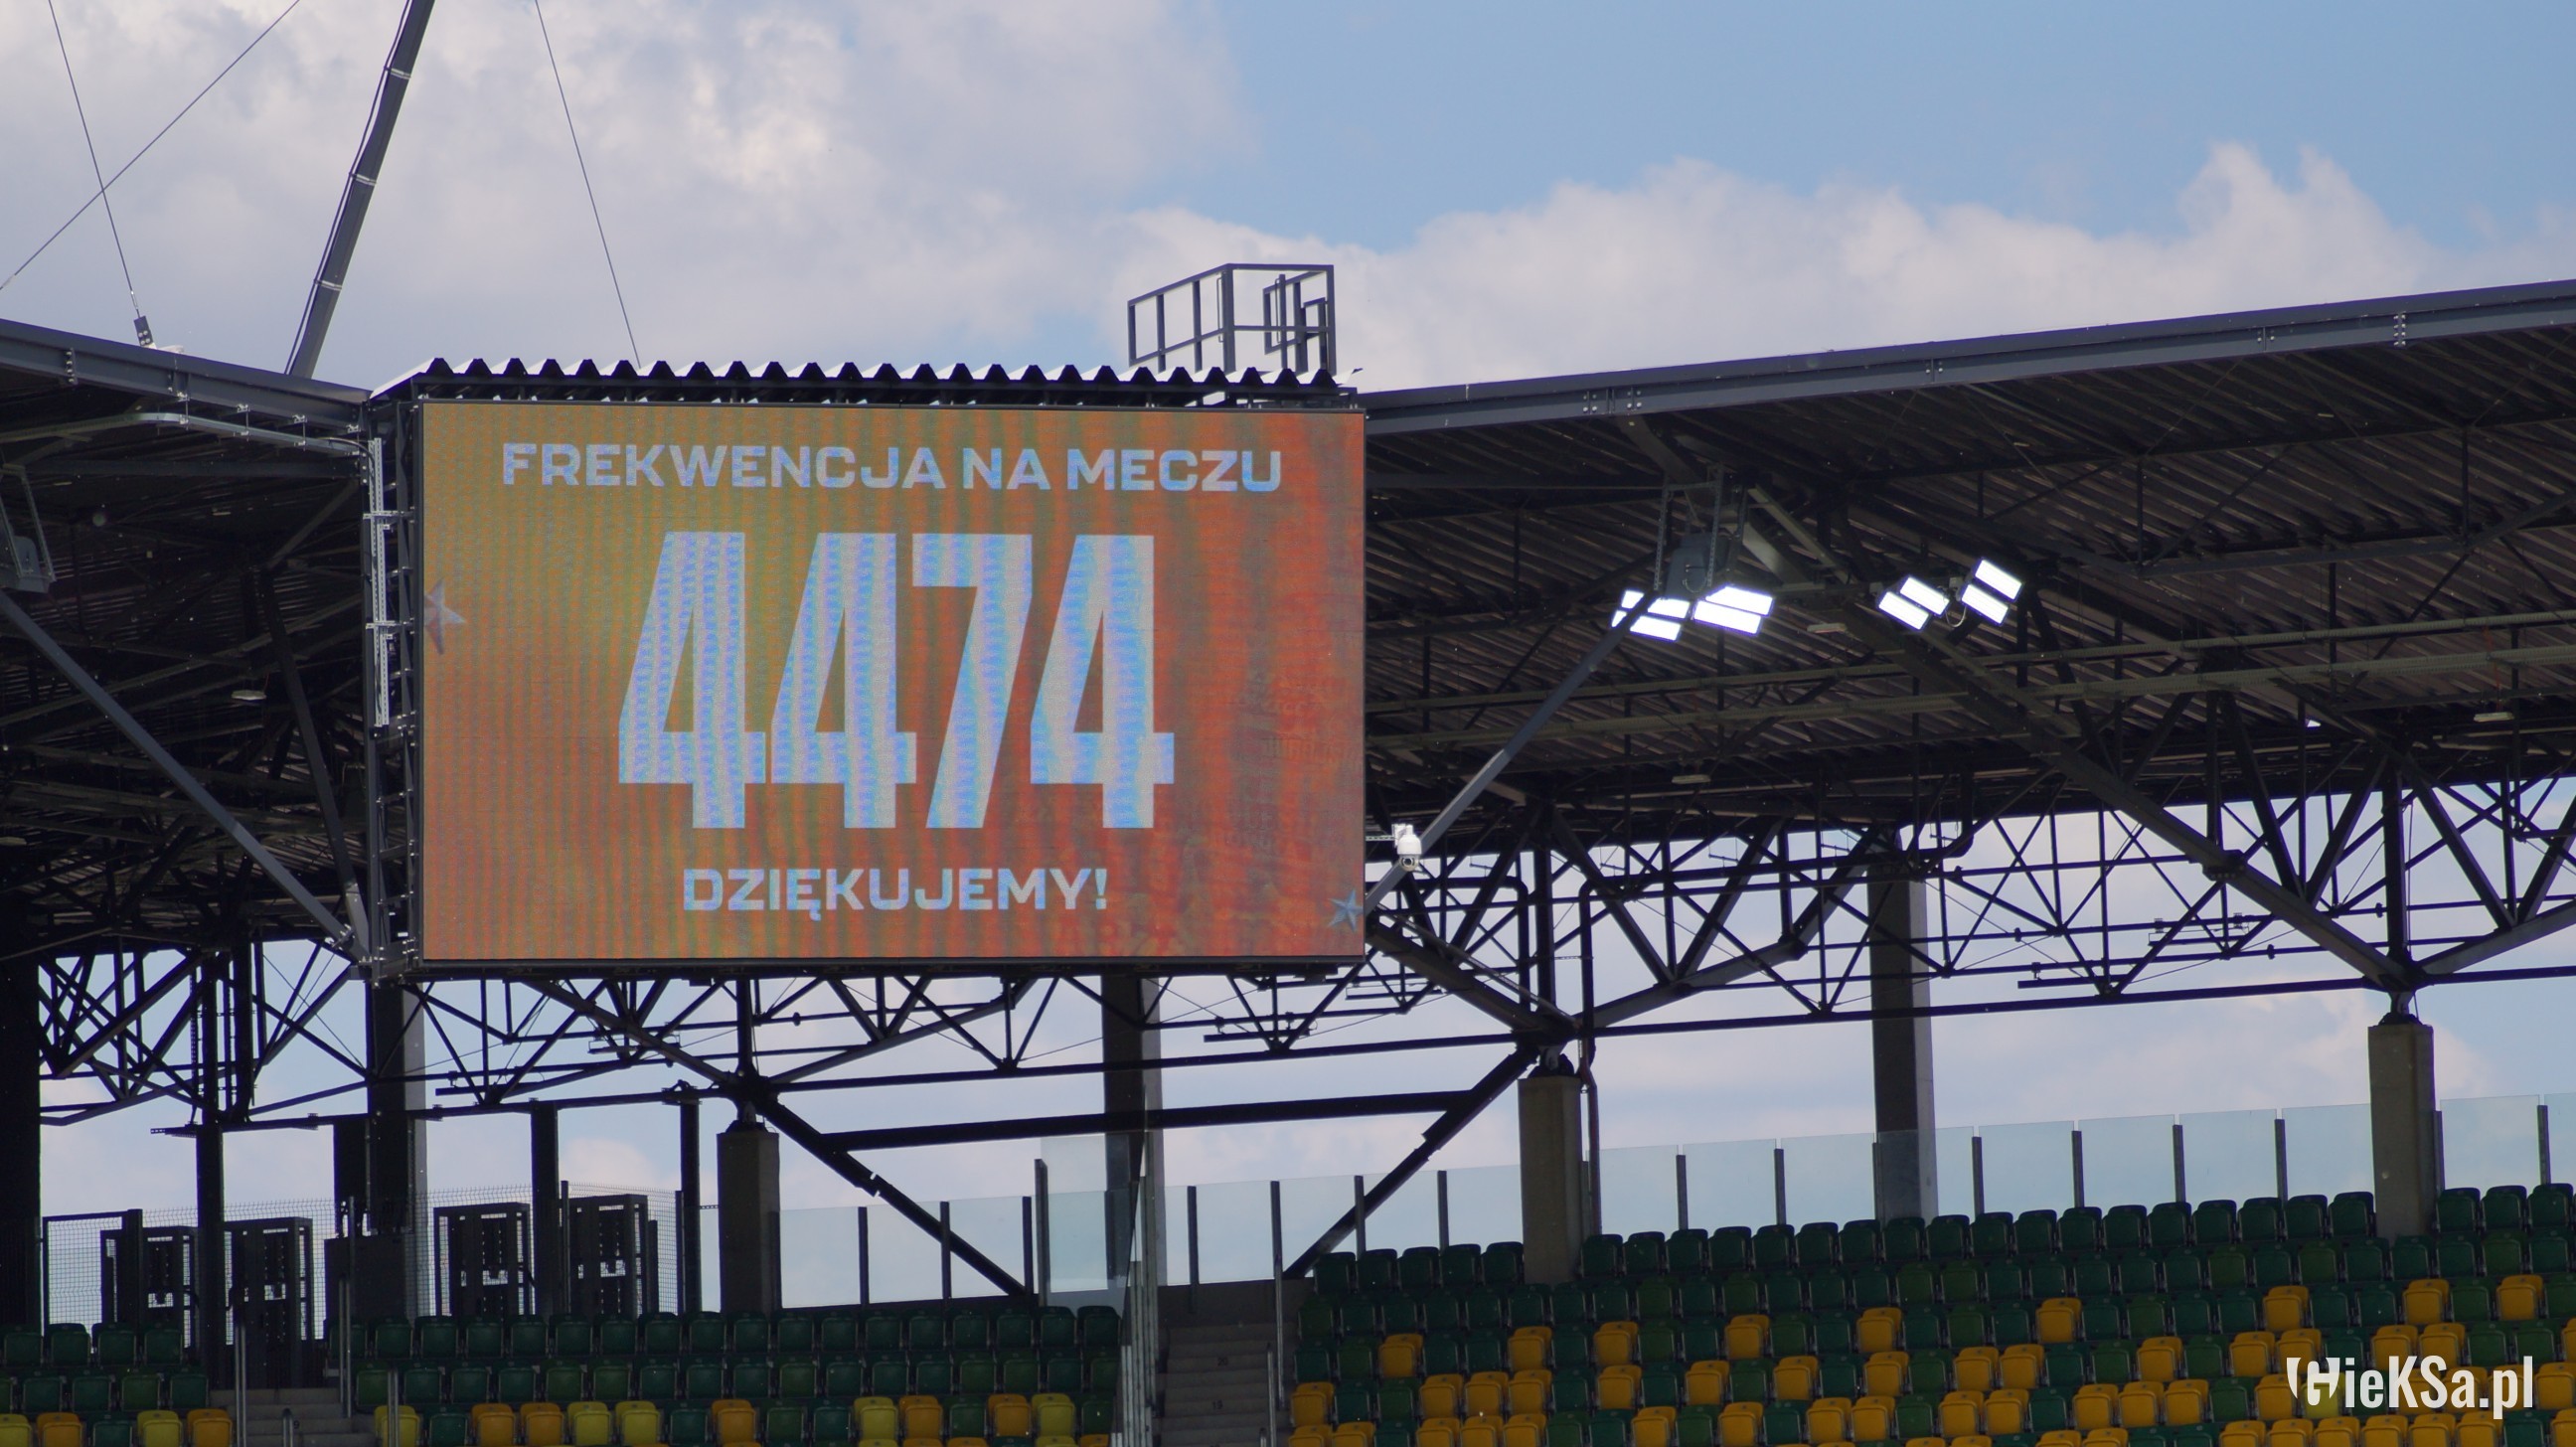 FREKWENCJA NA MECZU
4474
DZIĘKUJEMY!
GieKSa.pl